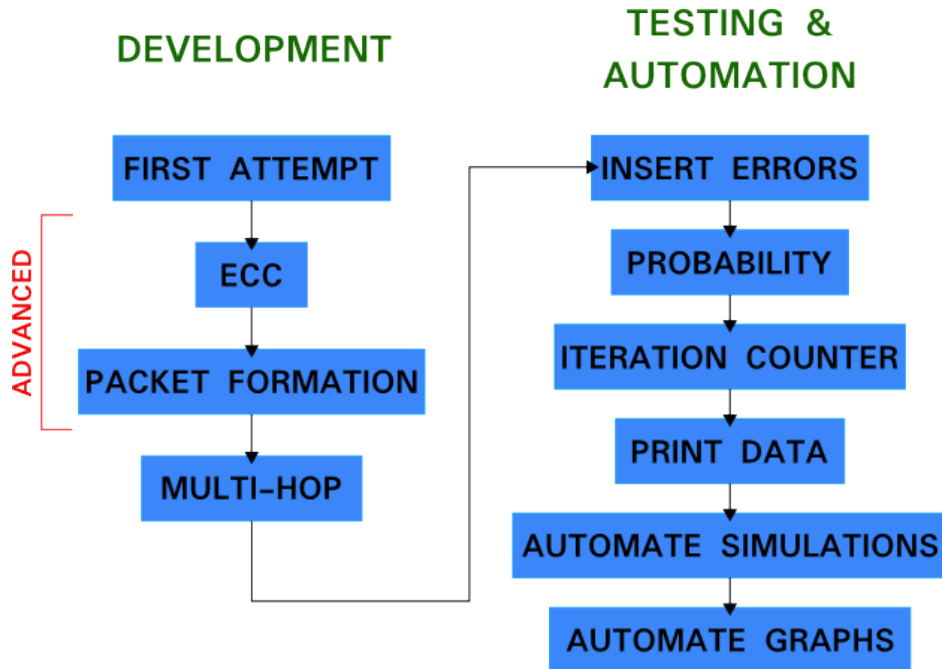 DEVELOPMENT
FIRST ATTEMPT
ADVANCED
ECC
PACKET FORMATION
MULTI-HOP
TESTING &
AUTOMATION
INSERT ERRORS
PROBABILITY
ITERATION COUNTER
PRINT DATA
AUTOMATE SIMULATIONS
AUTOMATE GRAPHS